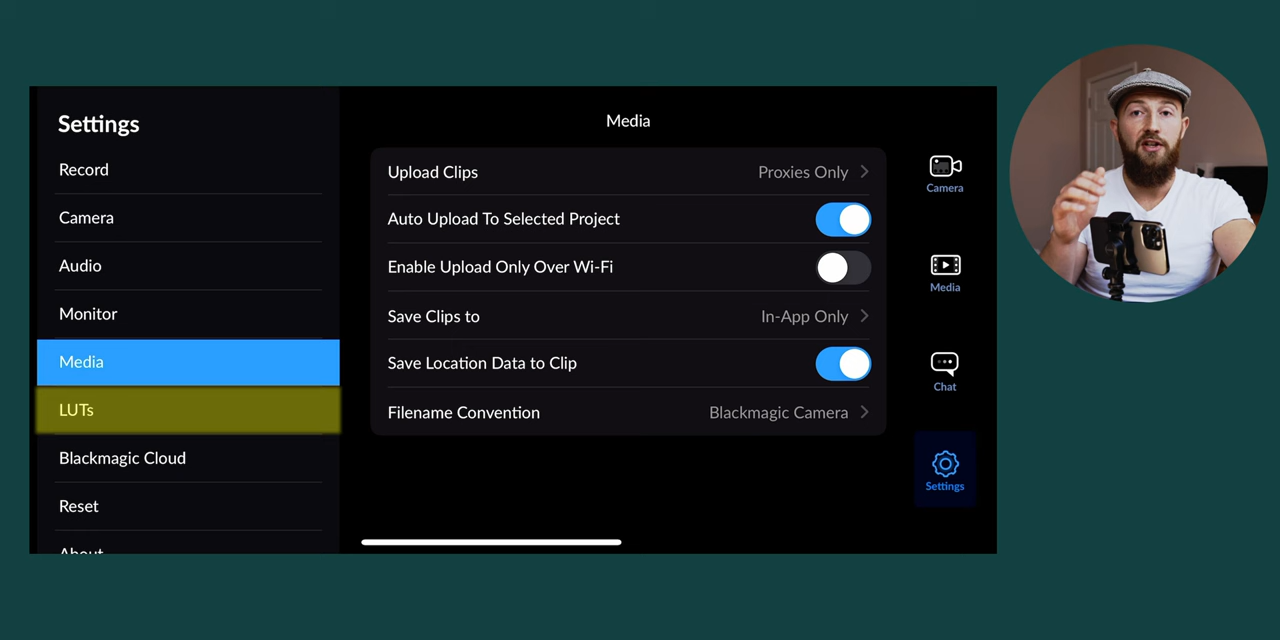 Settings
Record
Camera
Audio
Monitor
Media
LUTs
Blackmagic Cloud
Reset
About
Media
Upload Clips Proxies Only
Auto Upload To Selected Project
Enable Upload Only Over Wi-Fi
Save Clips to In-App Only
Save Location Data to Clip
Filename Convention Blackmagic Camera
Camera
Media
Chat
Settings